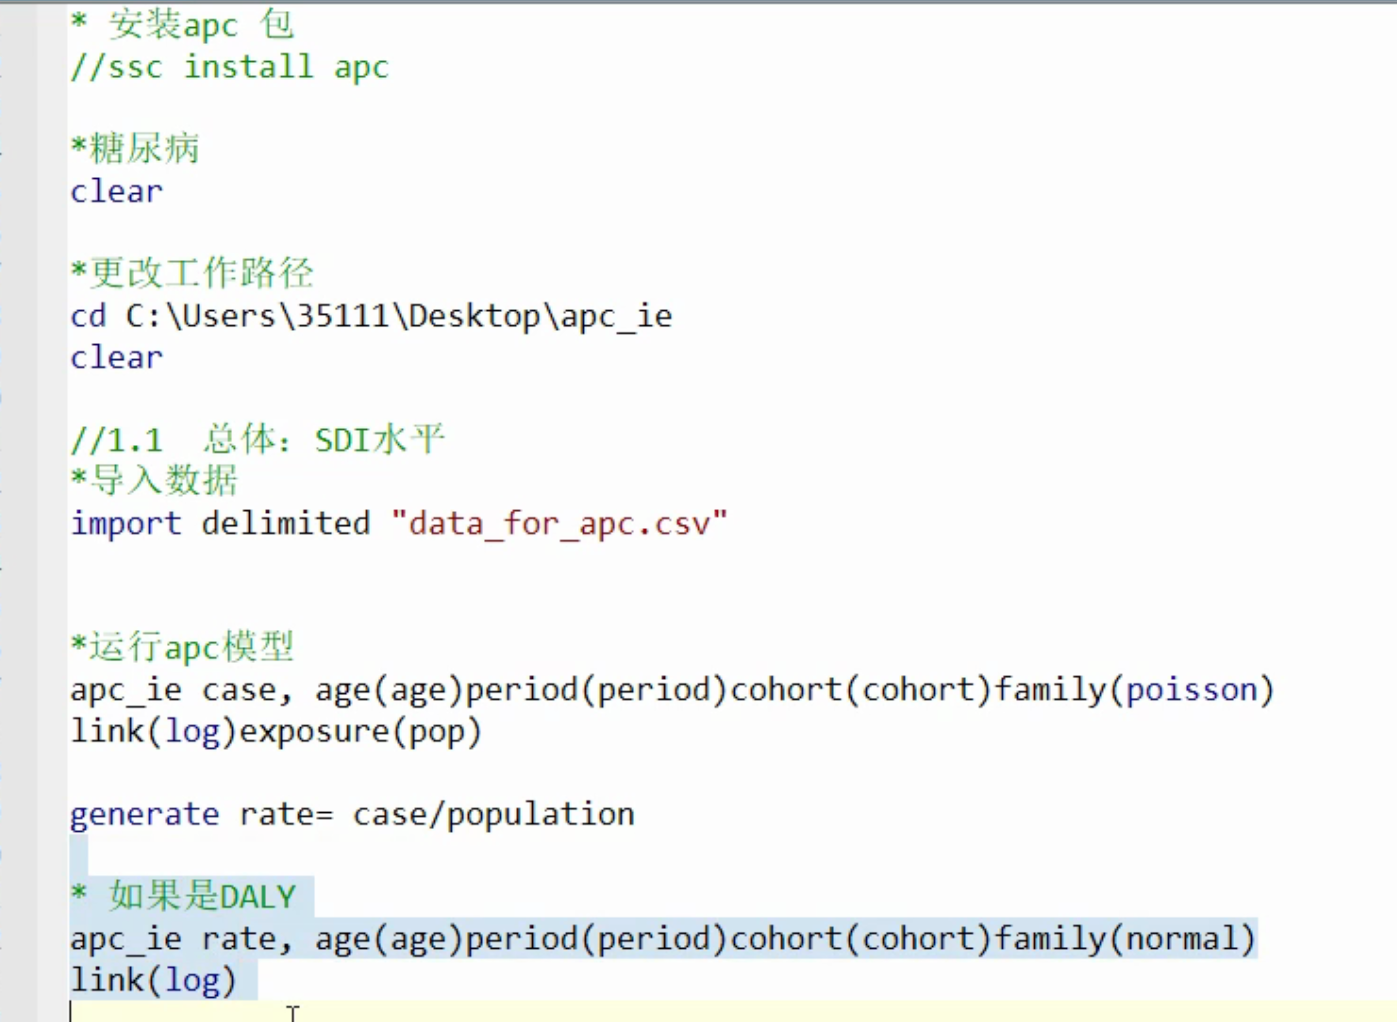 * 安装apc 包
//ssc install apc
*糖尿病
clear
*更改工作路径
cd C:\Users\35111\Desktop\apc_ie
clear
//1.1  总体：SDI水平
*导入数据
import delimited "data_for_apc.csv"
*运行apc模型
apc_ie case, age(age)period(period)cohort(cohort)family(poisson)
link(log)exposure(pop)
generate rate= case/population
* 如果是DALY
apc_ie rate, age(age)period(period)cohort(cohort)family(normal)
link(log)